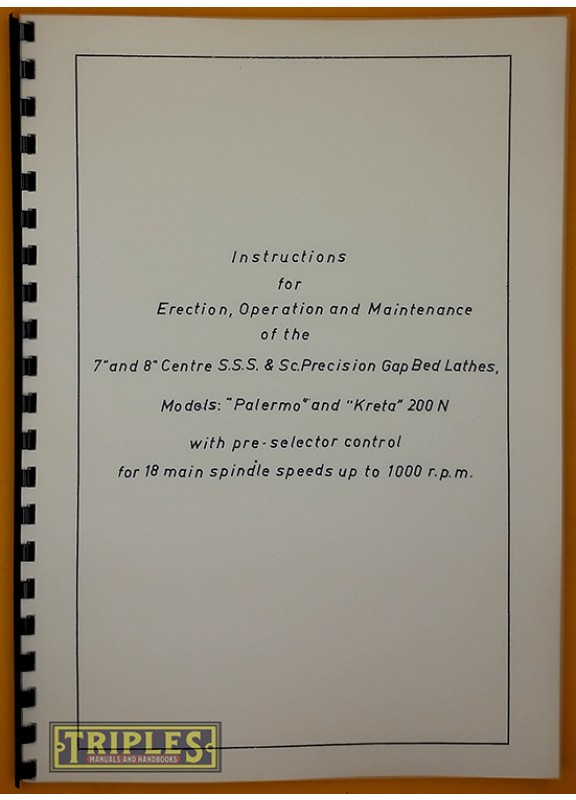 Instructions
for
Erection, Operation and Maintenance
of the
7" and 8" Centre S.S.S. & Sc. Precision Gap Bed Lathes,
Models: "Palermo" and "Kreta" 200 N
with pre-selector control
for 18 main spindle speeds up to 1000 r.p.m.
TRIPLES
MANUALS AND HANDBOOKS